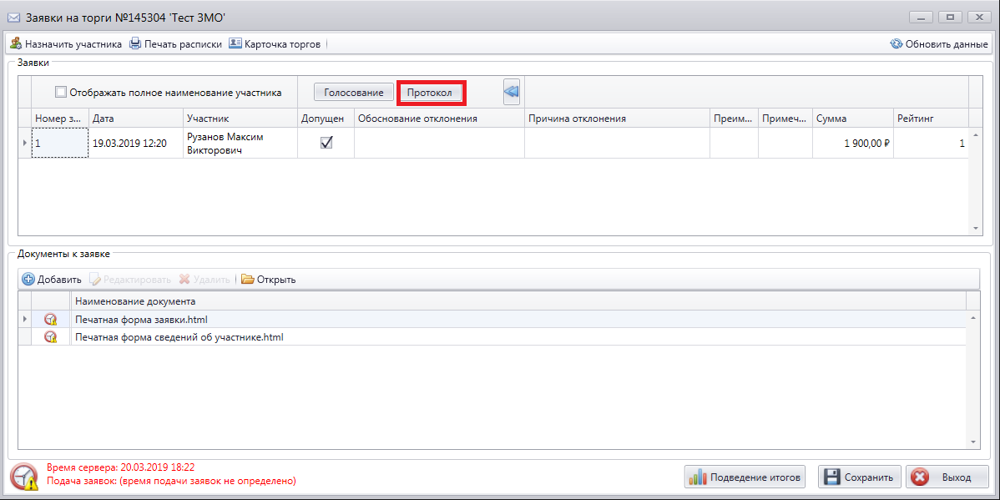 Заявки на торги №145304 'Тест ЗМО'
Назначить участника Печать расписки Карточка торгов Обновить данные
Заявки
Отображать полное наименование участника Голосование Протокол
Номер з... Дата Участник Допущен Обоснование отклонения Причина отклонения Преим... Примеч... Сумма Рейтинг
1 19.03.2019 12:20 Рузанов Максим Викторович 1 900,00 ₽ 1
Документы к заявке
Добавить Редактировать Удалить Открыть
Наименование документа
Печатная форма заявки.html
Печатная форма сведений об участнике.html
Время сервера: 20.03.2019 18:22
Подача заявок: (время подачи заявок не определено)
Подведение итогов Сохранить Выход